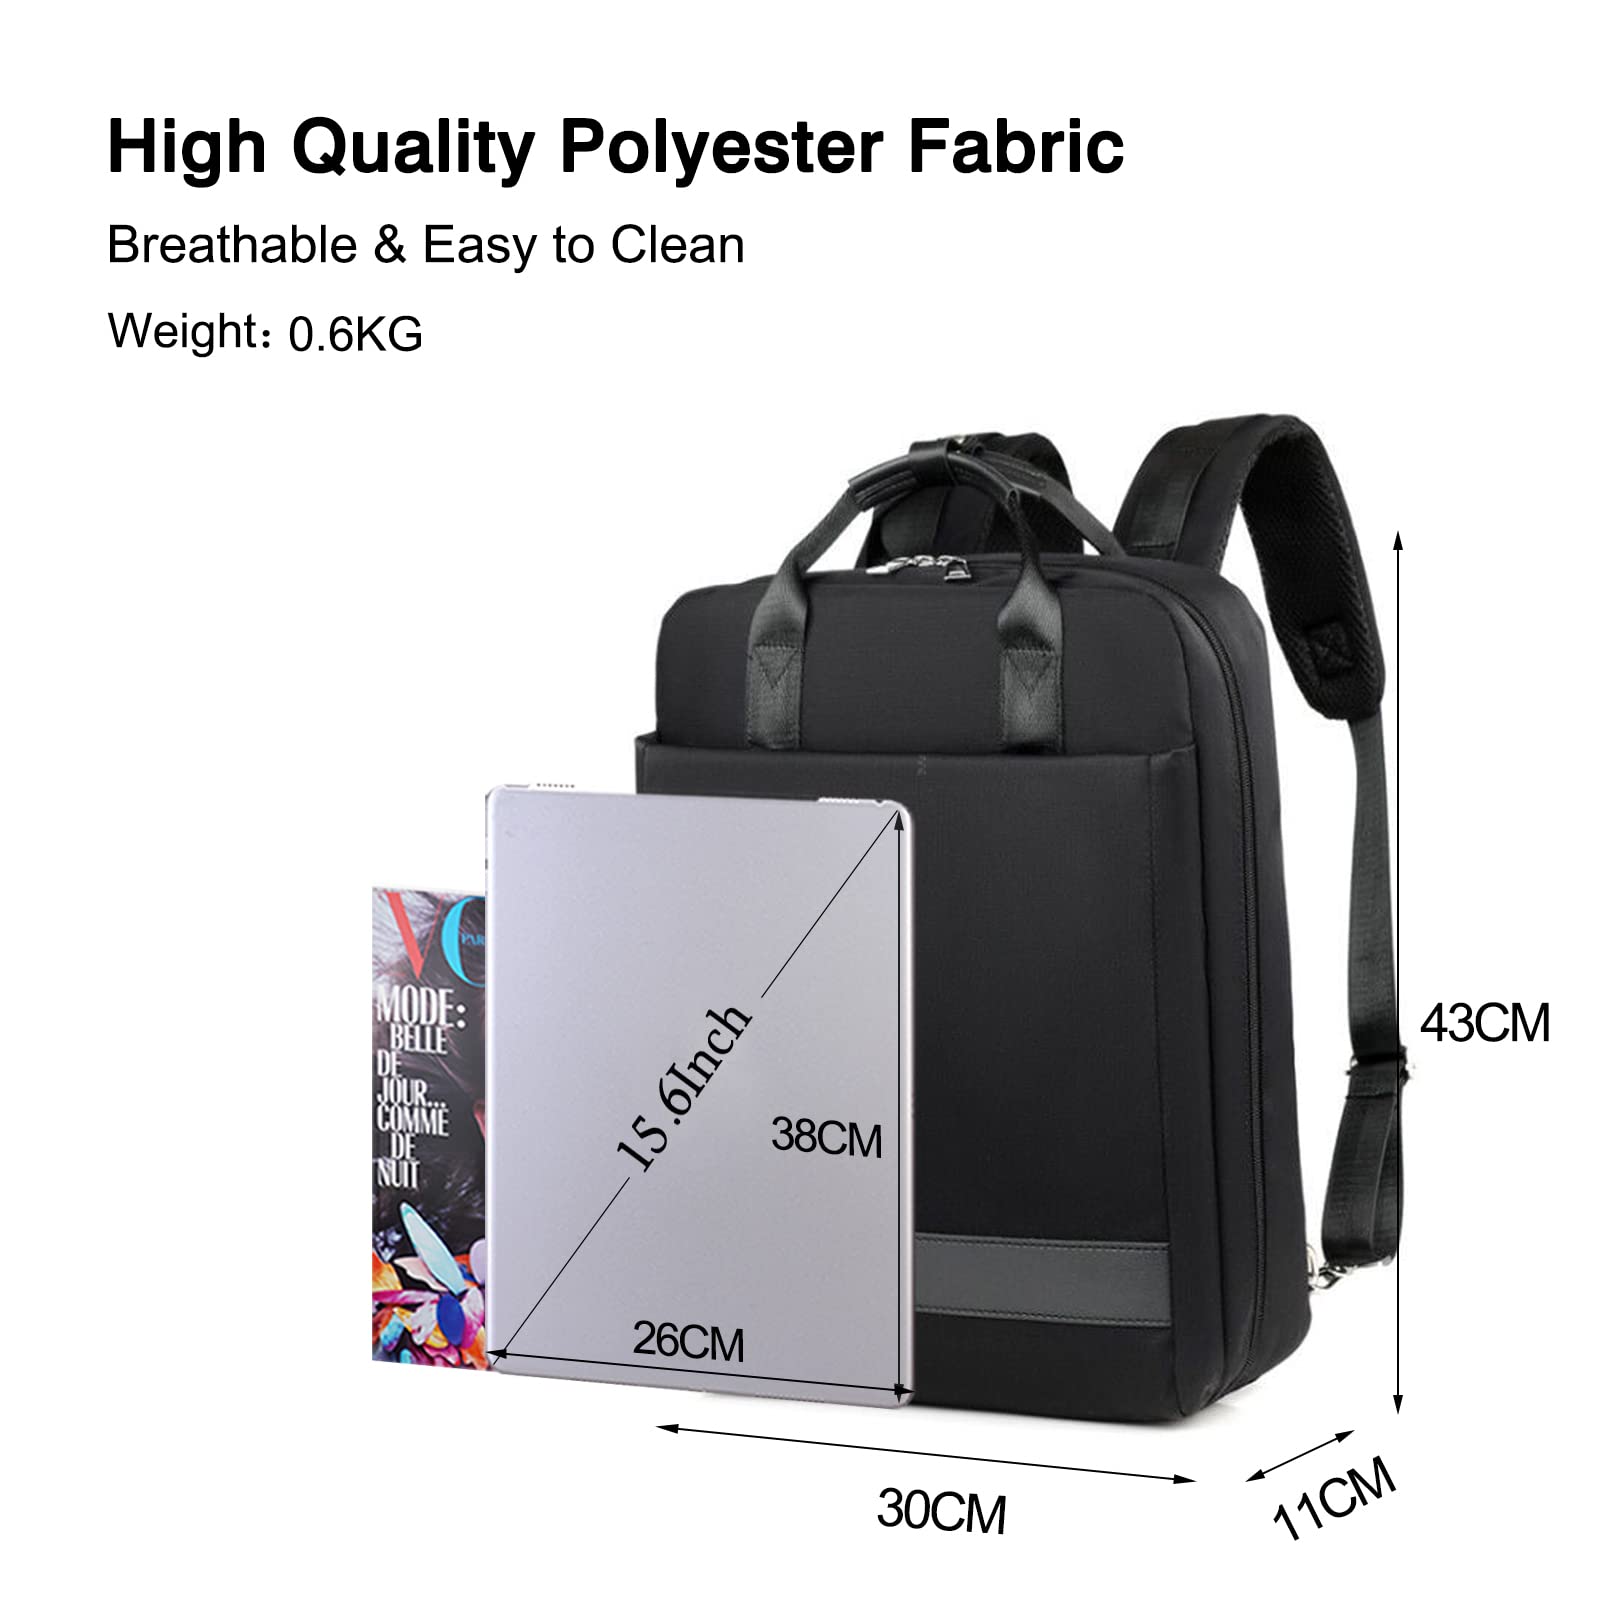 High Quality Polyester Fabric
Breathable & Easy to Clean
Weight: 0.6KG
VO
PAR
MODE:
BELLE
DE
JOUR...
COMME
DE
NUIT
15.6Inch
38CM
26CM
43CM
30CM
11CM